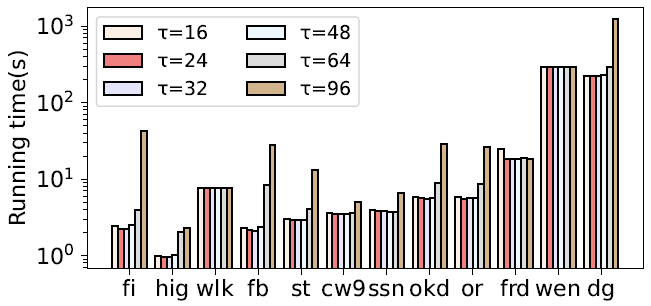 Running time(s)
10³
10²
10¹
10⁰
τ=16
τ=24
τ=32
τ=48
τ=64
τ=96
fi hig wlk fb st cw9 ssn okd or frd wen dg